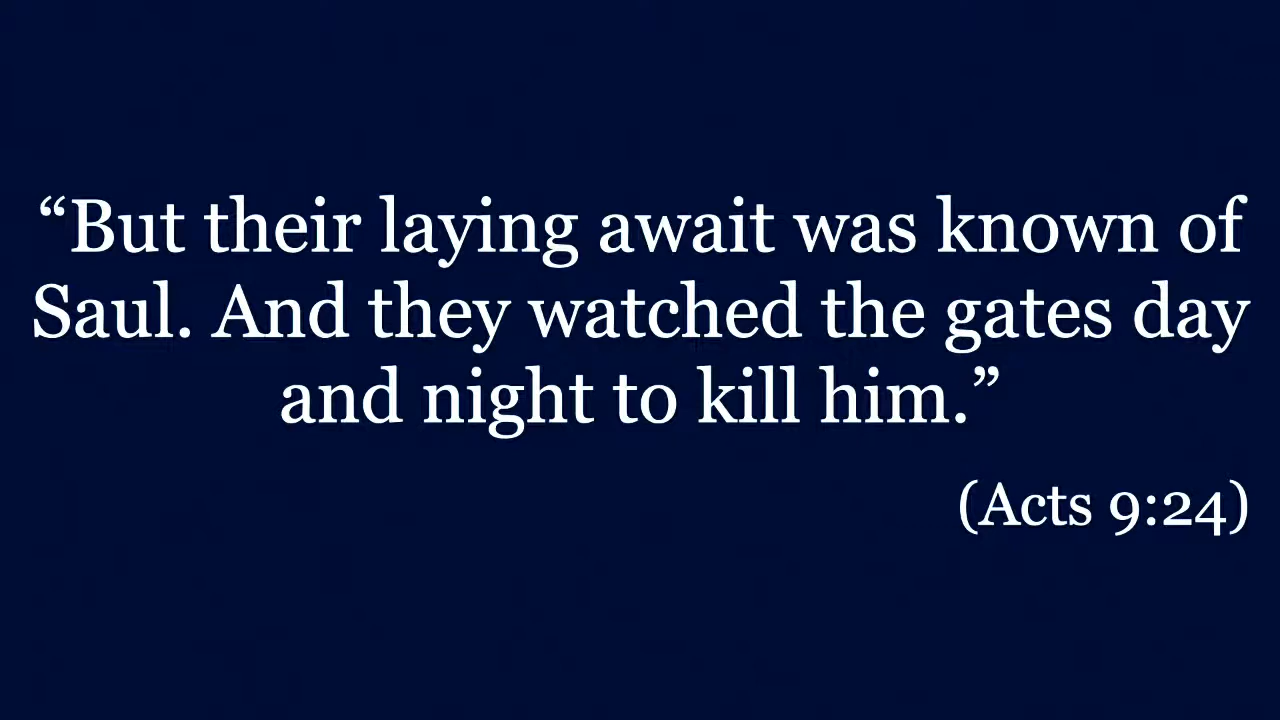 “But their laying await was known of
Saul. And they watched the gates day
and night to kill him.”
(Acts 9:24)